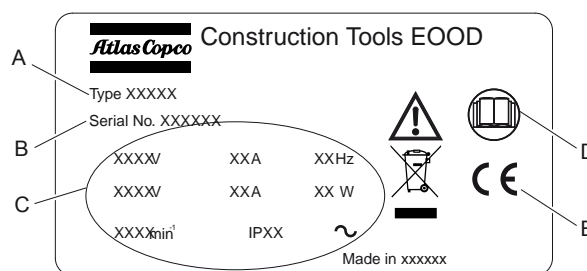 Atlas Copco Construction Tools EOOD
A
Type XXXXX
B
Serial No. XXXXXX
C
XXXXV XXA XXHz
XXXXV XXA XX W
XXXXmin-1 IPXX
Made in xxxxxx
D
CE
E